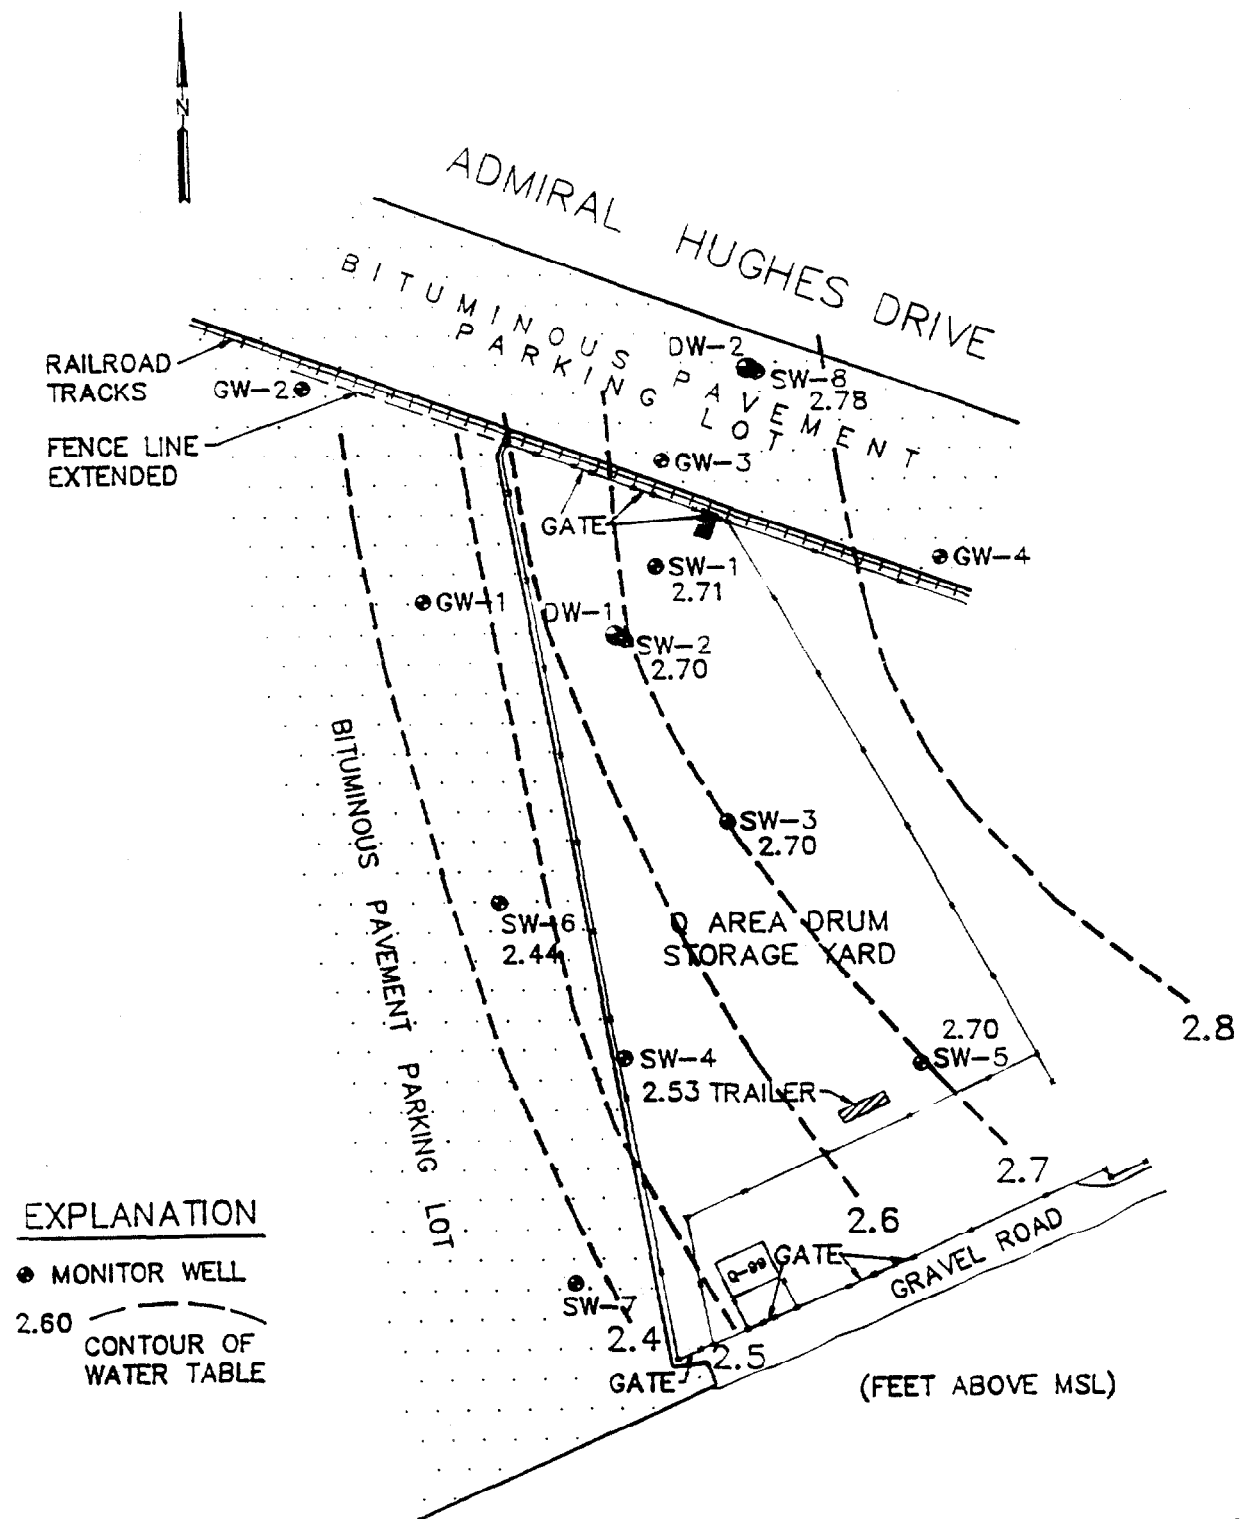 N
ADMIRAL HUGHES DRIVE
BITUMINOUS PAVEMENT
PARKING LOT
RAILROAD
TRACKS
GW-2
FENCE LINE
EXTENDED
DW-2
SW-8
2.78
GW-3
GATE
GW-4
SW-1
2.71
GW-1
DW-1
SW-2
2.70
BITUMINOUS PAVEMENT PARKING LOT
SW-3
2.70
SW-6
2.44
Q AREA DRUM
STORAGE YARD
2.8
2.70
SW-5
SW-4
2.53
TRAILER
2.7
2.6
EXPLANATION
MONITOR WELL
2.60
CONTOUR OF
WATER TABLE
Q-99
GATE
GRAVEL ROAD
SW-7
2.4
2.5
GATE
(FEET ABOVE MSL)